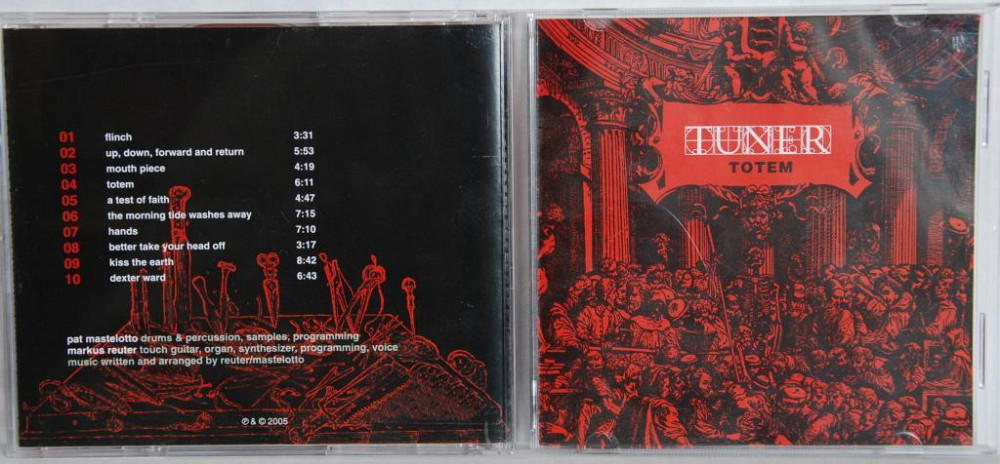 01 flinch 3:31
02 up, down, forward and return 5:53
03 mouth piece 4:19
04 totem 6:11
05 a test of faith 4:47
06 the morning tide washes away 7:15
07 hands 7:10
08 better take your head off 3:17
09 kiss the earth 8:42
10 dexter ward 6:43
pat mastelotto drums & percussion, samples, programming
markus reuter touch guitar, organ, synthesizer, programming, voice
music written and arranged by reuter/mastelotto
℗ & © 2005
TUNER
TOTEM